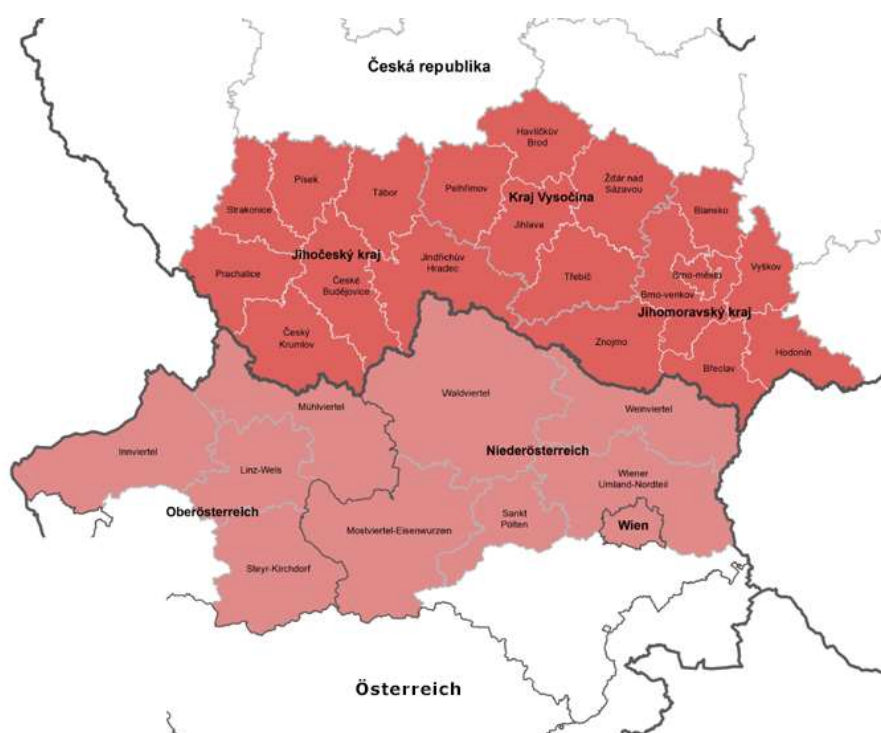 Česká republika
Havlíčkův
Brod
Písek
Tábor
Pelhřimov
Žďár nad
Sázavou
Kraj Vysočina
Strakonice
Blansko
Jihlava
Jihočeský kraj
Jindřichův
Hradec
Prachatice
České
Budějovice
Třebíč
Brno-město
Vyškov
Brno-venkov
Jihomoravský kraj
Český
Krumlov
Znojmo
Břeclav
Hodonín
Waldviertel
Mühlviertel
Weinviertel
Innviertel
Niederösterreich
Linz-Wels
Wiener
Umland-Nordteil
Oberösterreich
Sankt
Pölten
Wien
Mostviertel-Eisenwurzen
Steyr-Kirchdorf
Österreich